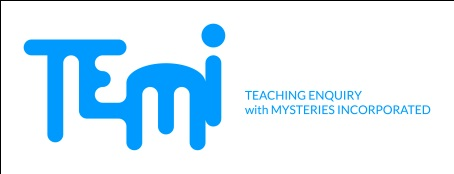 TEMi
TEACHING ENQUIRY
with MYSTERIES INCORPORATED